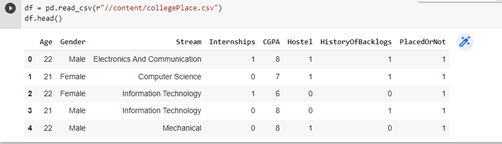 df = pd.read_csv(r"//content/collegePlace.csv")
df.head()
Age Gender Stream Internships CGPA Hostel HistoryOfBacklogs PlacedOrNot
0 22 Male Electronics And Communication 1 8 1 1 1
1 21 Female Computer Science 0 7 1 1 1
2 22 Female Information Technology 1 6 0 0 1
3 21 Male Information Technology 0 8 0 1 1
4 22 Male Mechanical 0 8 1 0 1